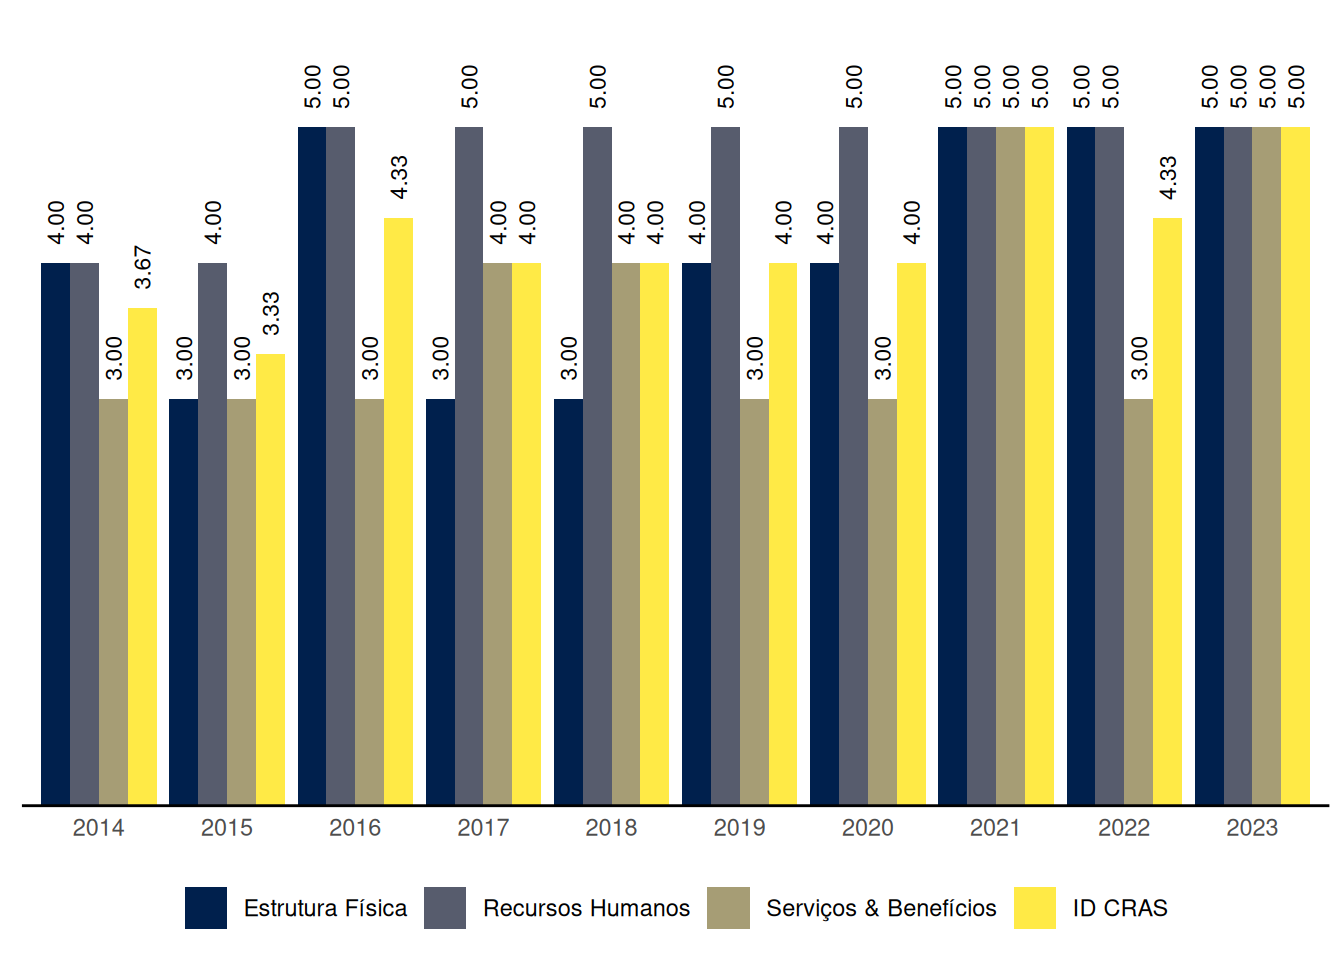 4.00 4.00 3.00 3.67 3.00 4.00 3.00 3.33 5.00 5.00 3.00 4.33 3.00 5.00 4.00 4.00 3.00 5.00 4.00 4.00 4.00 5.00 3.00 4.00 4.00 5.00 3.00 4.00 5.00 5.00 5.00 5.00 5.00 5.00 3.00 4.33 5.00 5.00 5.00 5.00
2014 2015 2016 2017 2018 2019 2020 2021 2022 2023
Estrutura Física Recursos Humanos Serviços & Benefícios ID CRAS